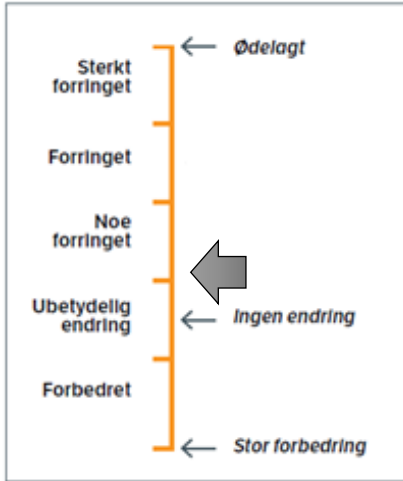 Ødelagt
Sterkt
forringet
Forringet
Noe
forringet
Ubetydelig
endring
Ingen endring
Forbedret
Stor forbedring